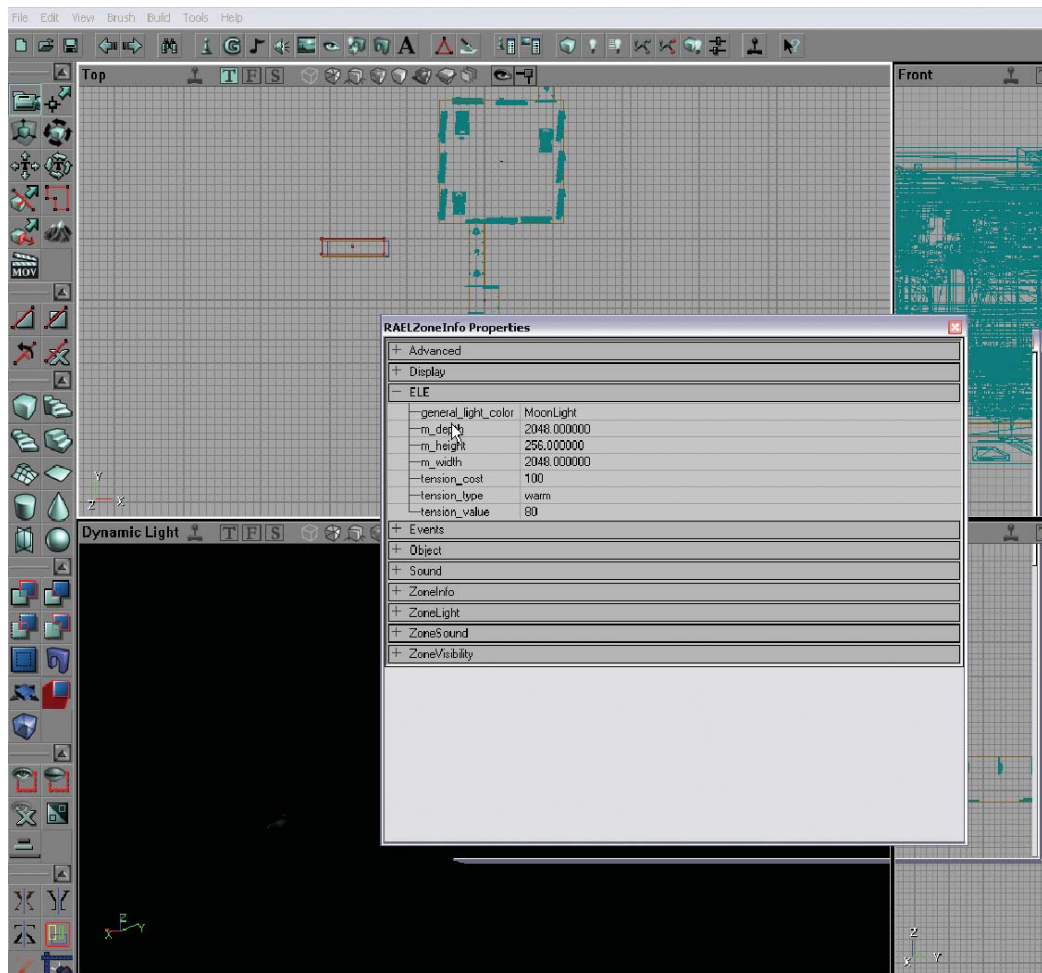 File Edit View Brush Build Tools Help
Top T F S
Front
MOV
RAELZoneInfo Properties
+ Advanced
+ Display
- ELE
general_light_color MoonLight
m_depth 2048.000000
m_height 256.000000
m_width 2048.000000
tension_cost 100
tension_type warm
tension_value 80
+ Events
+ Object
+ Sound
+ ZoneInfo
+ ZoneLight
+ ZoneSound
+ ZoneVisibility
Y
Z X
Dynamic Light T F S
Z
X Y
Z
X Y